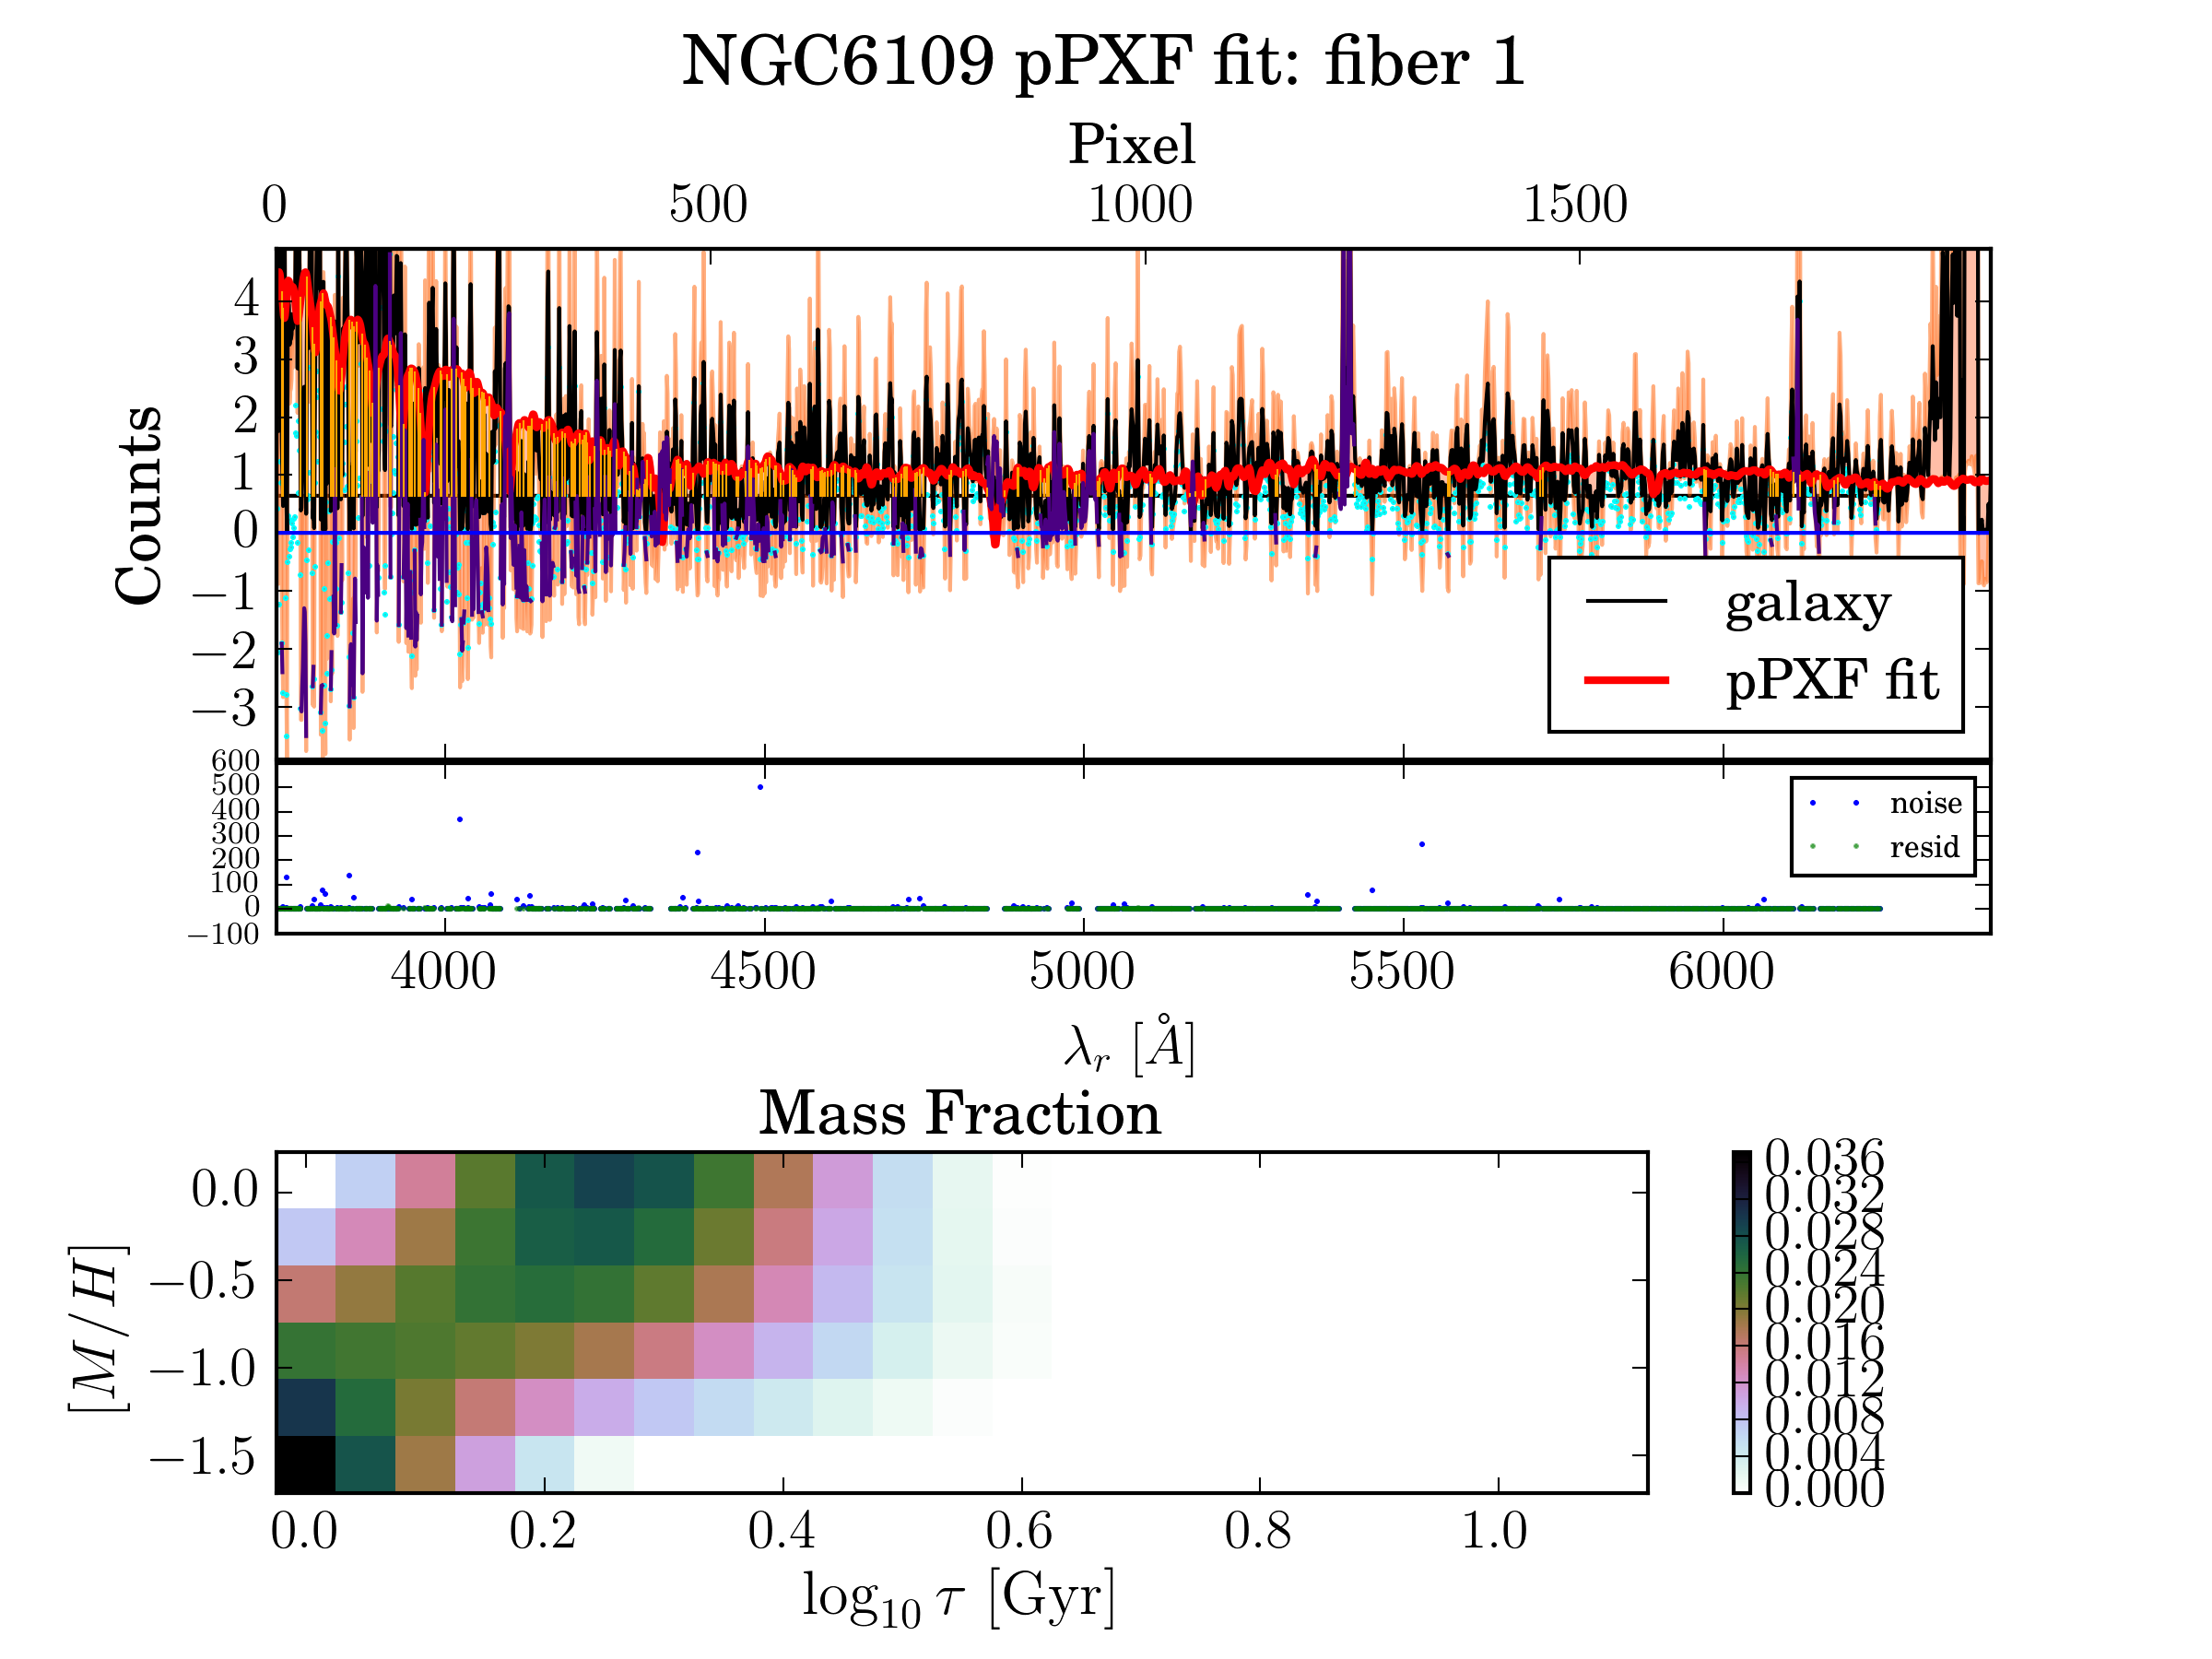 NGC6109 pPXF fit: fiber 1
Pixel
0 500 1000 1500
Counts
4
3
2
1
0
−1
−2
−3
galaxy
pPXF fit
600
500
400
300
200
100
0
−100
noise
resid
4000 4500 5000 5500 6000
λr [Å]
Mass Fraction
[M/H]
0.0
−0.5
−1.0
−1.5
0.0 0.2 0.4 0.6 0.8 1.0
log10 τ [Gyr]
0.036
0.032
0.028
0.024
0.020
0.016
0.012
0.008
0.004
0.000